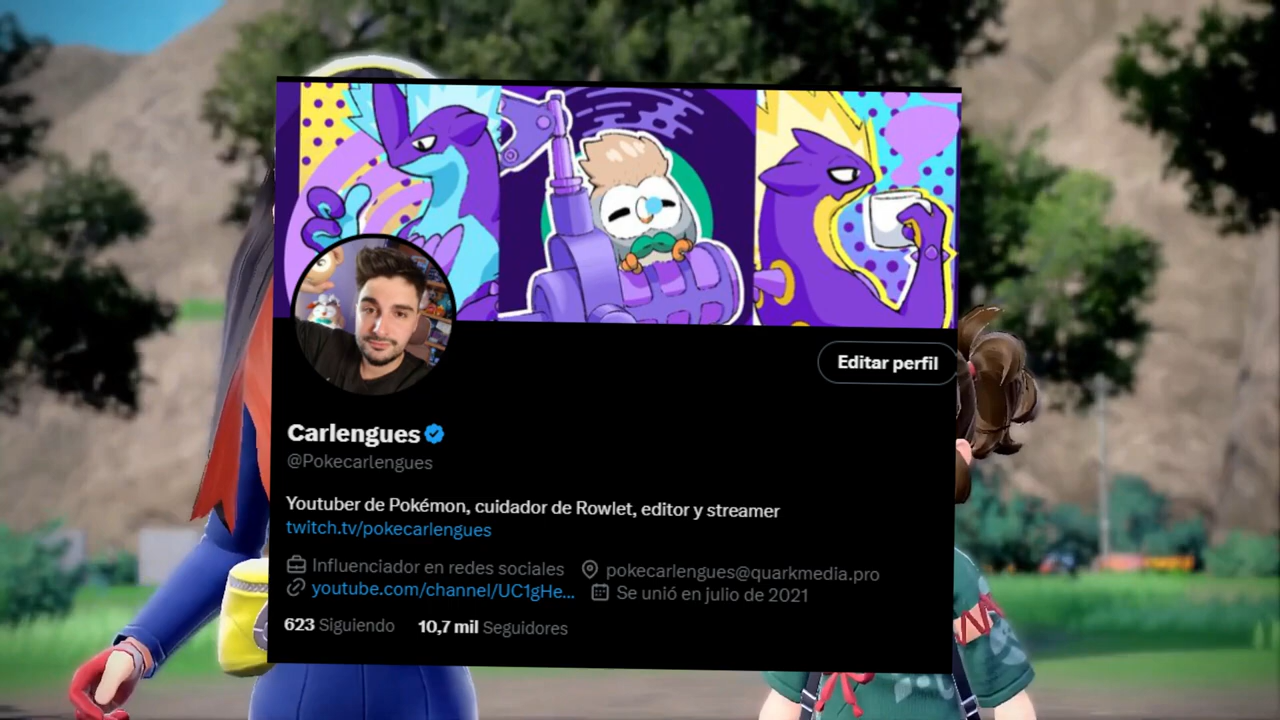 Editar perfil
Carlengues
@Pokecarlengues
Youtuber de Pokémon, cuidador de Rowlet, editor y streamer
twitch.tv/pokecarlengues
Influenciador en redes sociales pokecarlengues@quarkmedia.pro
youtube.com/channel/UC1gHe... Se unió en julio de 2021
623 Siguiendo 10,7 mil Seguidores